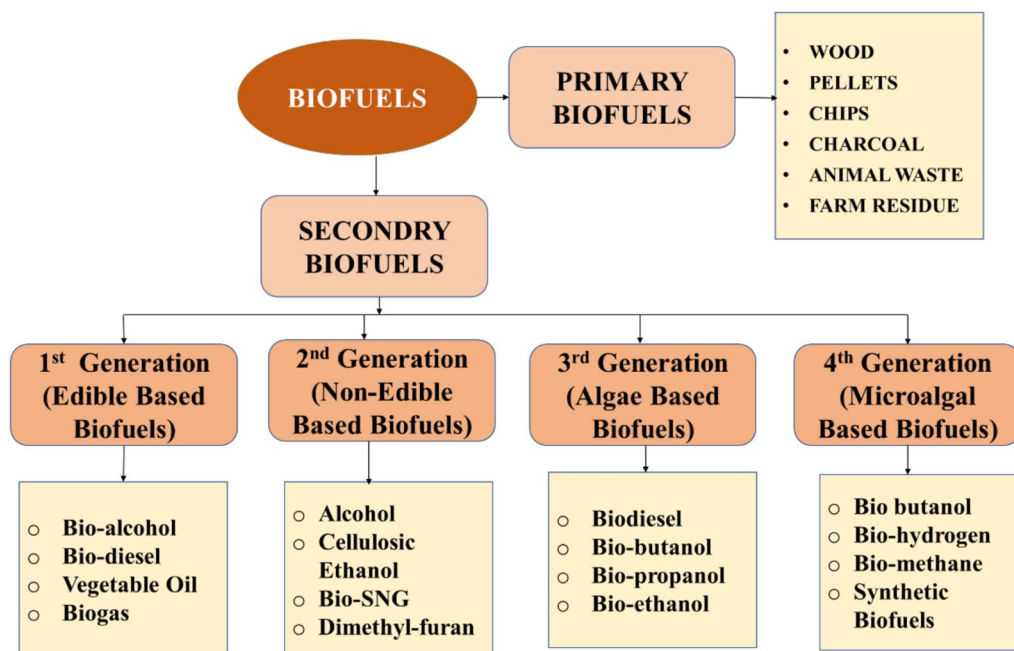 BIOFUELS
PRIMARY
BIOFUELS
• WOOD
• PELLETS
• CHIPS
• CHARCOAL
• ANIMAL WASTE
• FARM RESIDUE
SECONDRY
BIOFUELS
1st Generation
(Edible Based
Biofuels)
2nd Generation
(Non-Edible
Based Biofuels)
3rd Generation
(Algae Based
Biofuels)
4th Generation
(Microalgal
Based Biofuels)
o Bio-alcohol
o Bio-diesel
o Vegetable Oil
o Biogas
o Alcohol
o Cellulosic
Ethanol
o Bio-SNG
o Dimethyl-furan
o Biodiesel
o Bio-butanol
o Bio-propanol
o Bio-ethanol
o Bio butanol
o Bio-hydrogen
o Bio-methane
o Synthetic
Biofuels